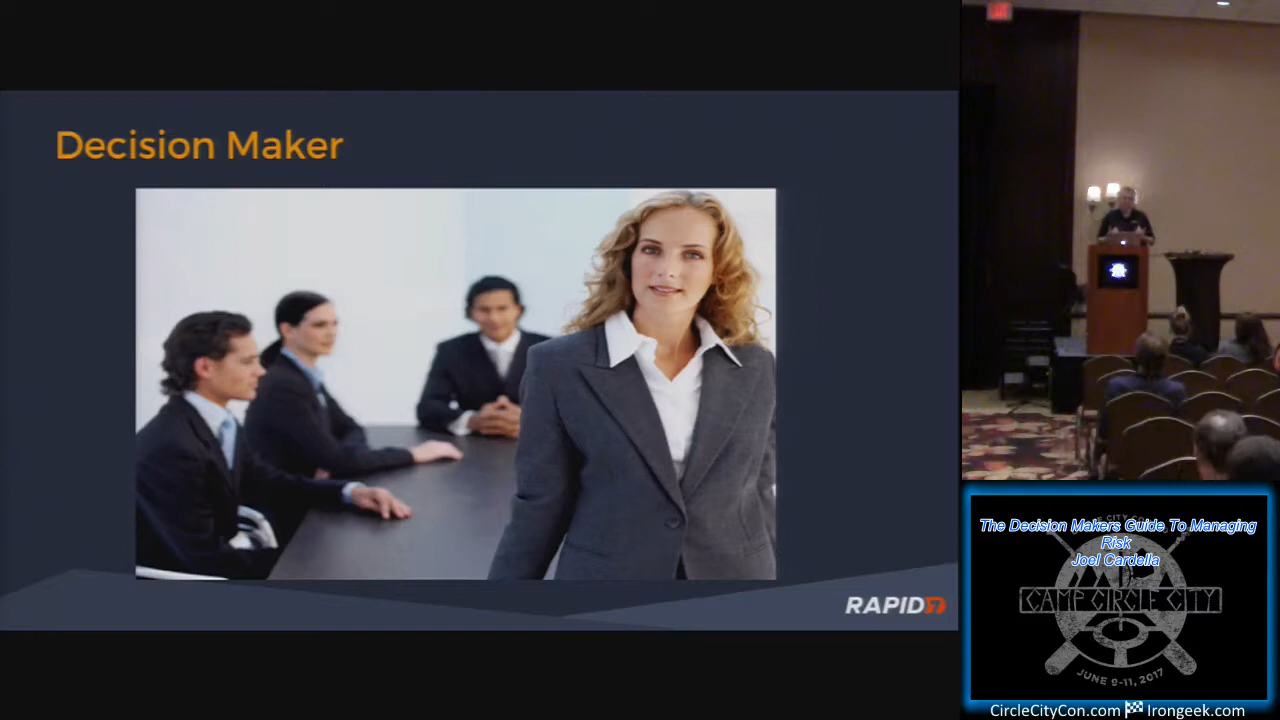 Decision Maker
RAPID7
The Decision Makers Guide To Managing
Risk
Joel Cardella
CAMP CIRCLE CITY
JUNE 9-11, 2017
CircleCityCon.com Irongeek.com